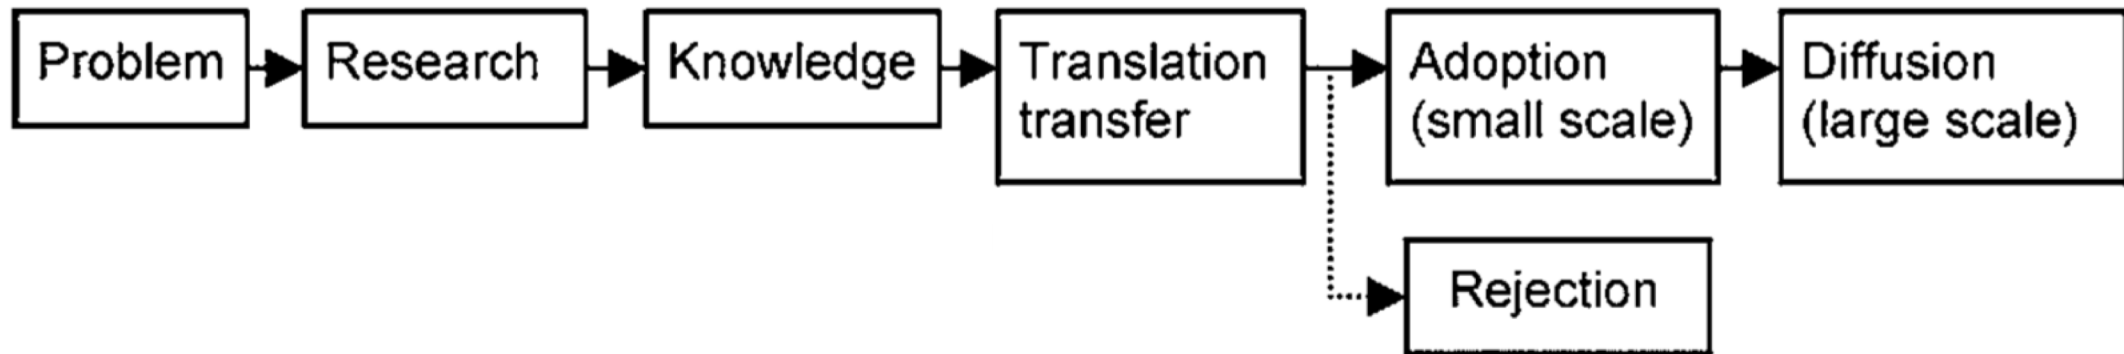 Problem
Research
Knowledge
Translation
transfer
Adoption
(small scale)
Diffusion
(large scale)
Rejection